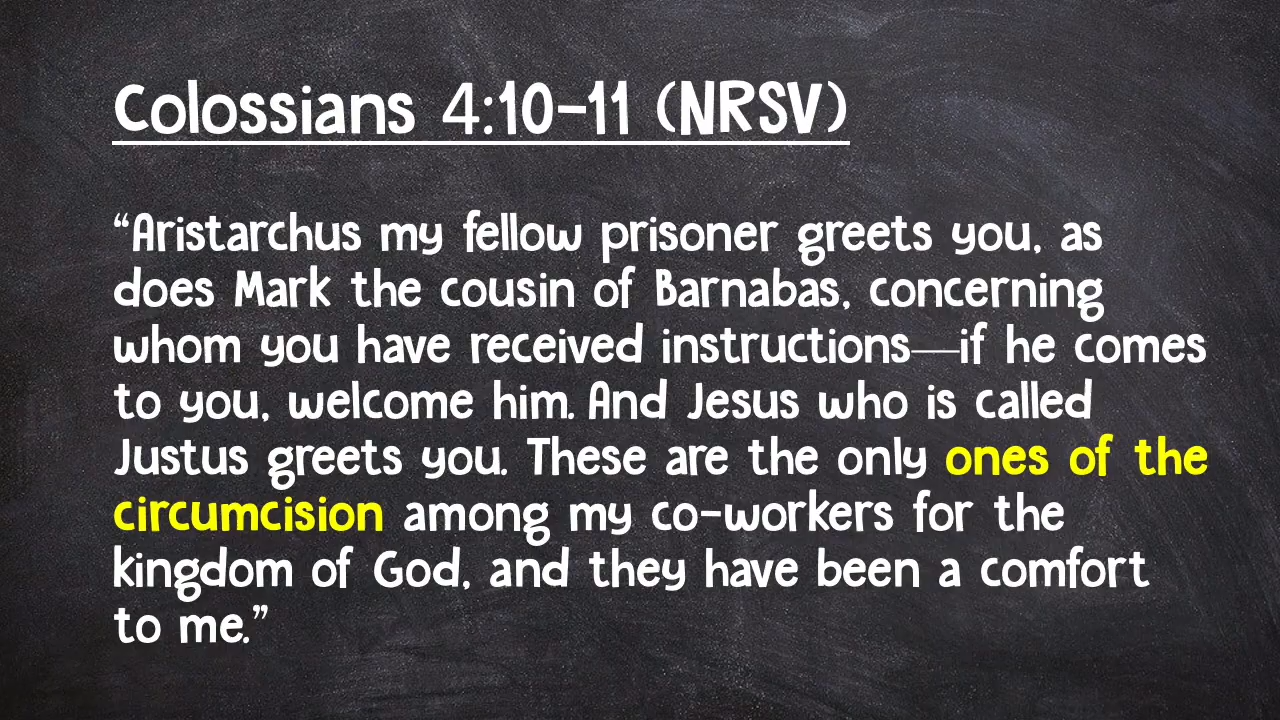 Colossians 4:10-11 (NRSV)
“Aristarchus my fellow prisoner greets you, as
does Mark the cousin of Barnabas, concerning
whom you have received instructions—if he comes
to you, welcome him. And Jesus who is called
Justus greets you. These are the only ones of the
circumcision among my co-workers for the
kingdom of God, and they have been a comfort
to me.”